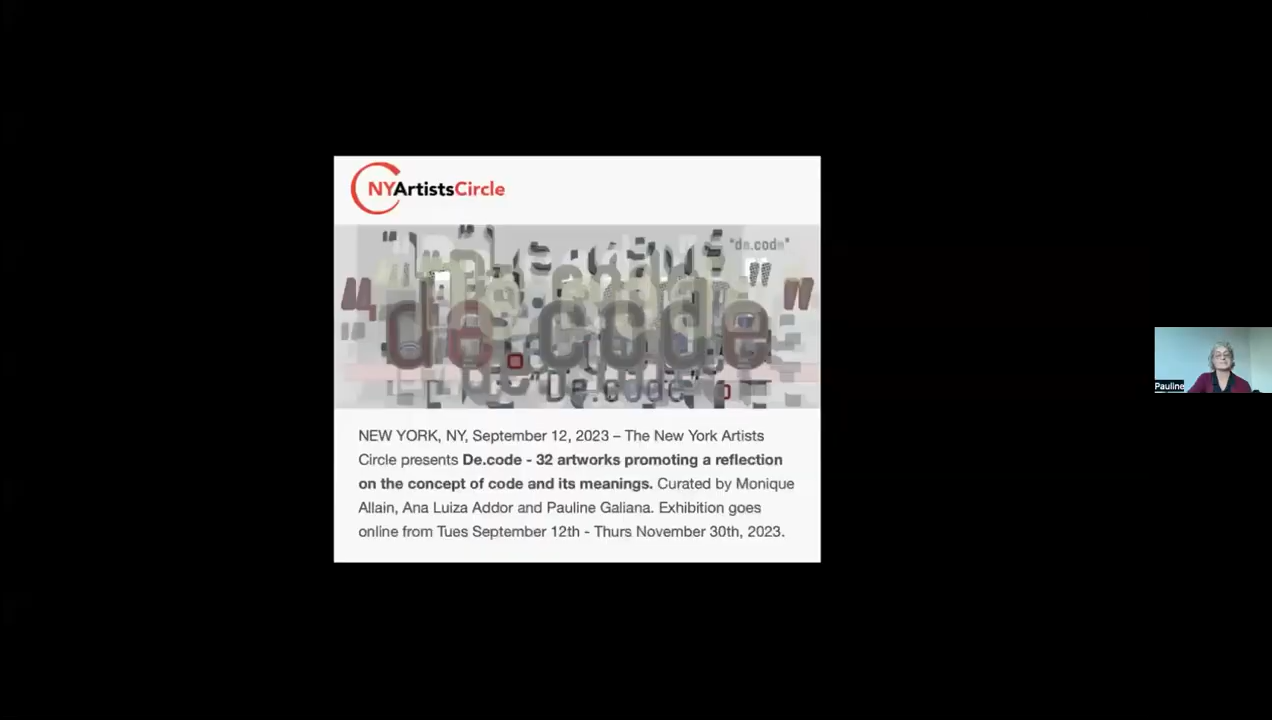 NYArtistsCircle
"de.code"
"de.code"
"De.code"
NEW YORK, NY, September 12, 2023 – The New York Artists
Circle presents De.code - 32 artworks promoting a reflection
on the concept of code and its meanings. Curated by Monique
Allain, Ana Luiza Addor and Pauline Galiana. Exhibition goes
online from Tues September 12th - Thurs November 30th, 2023.
Pauline